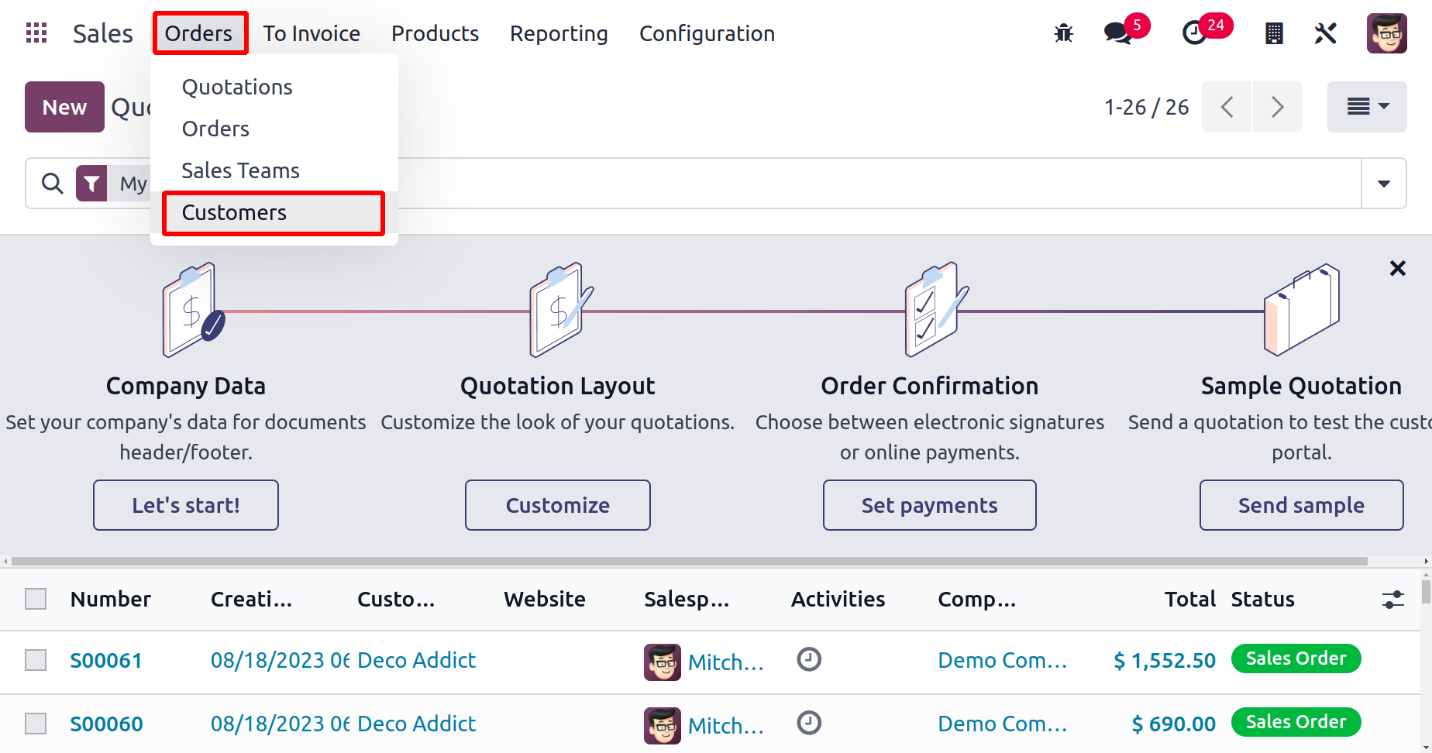 Sales Orders To Invoice Products Reporting Configuration 5 24
Quotations
New Quo 1-26 / 26
Orders
Sales Teams
My
Customers
Company Data Quotation Layout Order Confirmation Sample Quotation
Set your company's data for documents Customize the look of your quotations. Choose between electronic signatures Send a quotation to test the custo
header/footer. or online payments. portal.
Let's start! Customize Set payments Send sample
Number Creati... Custo... Website Salesp... Activities Comp... Total Status
S00061 08/18/2023 06 Deco Addict Mitch... Demo Com... $ 1,552.50 Sales Order
S00060 08/18/2023 06 Deco Addict Mitch... Demo Com... $ 690.00 Sales Order